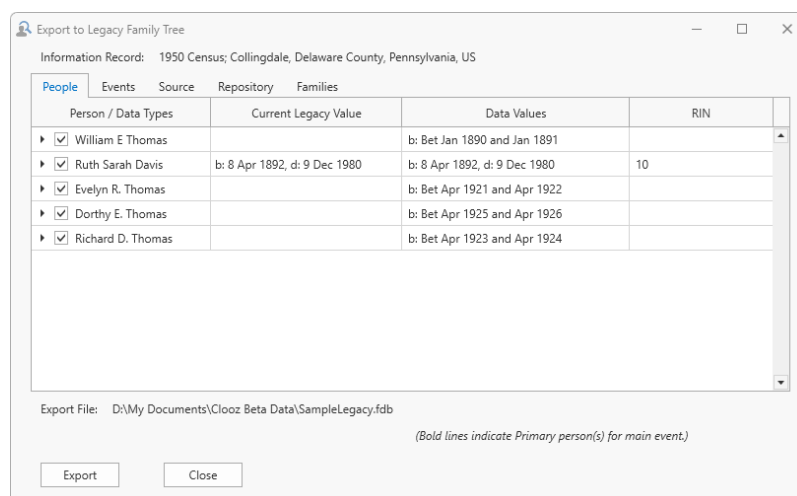 Export to Legacy Family Tree
Information Record: 1950 Census; Collingdale, Delaware County, Pennsylvania, US
People Events Source Repository Families
Person / Data Types Current Legacy Value Data Values RIN
William E Thomas b: Bet Jan 1890 and Jan 1891
Ruth Sarah Davis b: 8 Apr 1892, d: 9 Dec 1980 b: 8 Apr 1892, d: 9 Dec 1980 10
Evelyn R. Thomas b: Bet Apr 1921 and Apr 1922
Dorthy E. Thomas b: Bet Apr 1925 and Apr 1926
Richard D. Thomas b: Bet Apr 1923 and Apr 1924
Export File: D:\My Documents\Clooz Beta Data\SampleLegacy.fdb
(Bold lines indicate Primary person(s) for main event.)
Export Close